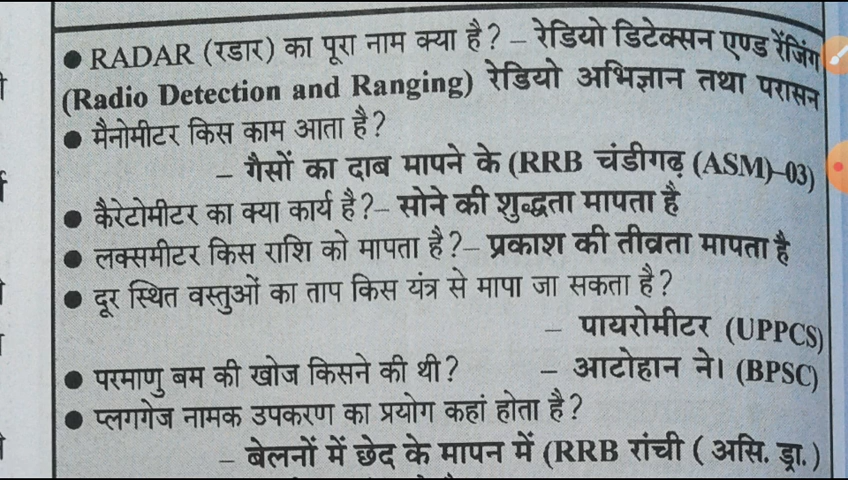 ● RADAR (रडार) का पूरा नाम क्या है? – रेडियो डिटेक्सन एण्ड रेंजिंग
(Radio Detection and Ranging) रेडियो अभिज्ञान तथा परासन
● मैनोमीटर किस काम आता है?
– गैसों का दाब मापने के (RRB चंडीगढ़ (ASM)–03)
● कैरेटोमीटर का क्या कार्य है?– सोने की शुद्धता मापता है
● लक्समीटर किस राशि को मापता है?– प्रकाश की तीव्रता मापता है
● दूर स्थित वस्तुओं का ताप किस यंत्र से मापा जा सकता है?
– पायरोमीटर (UPPCS)
● परमाणु बम की खोज किसने की थी? – आटोहान ने। (BPSC)
● प्लगगेज नामक उपकरण का प्रयोग कहां होता है?
– बेलनों में छेद के मापन में (RRB रांची ( असि. ड्रा.)